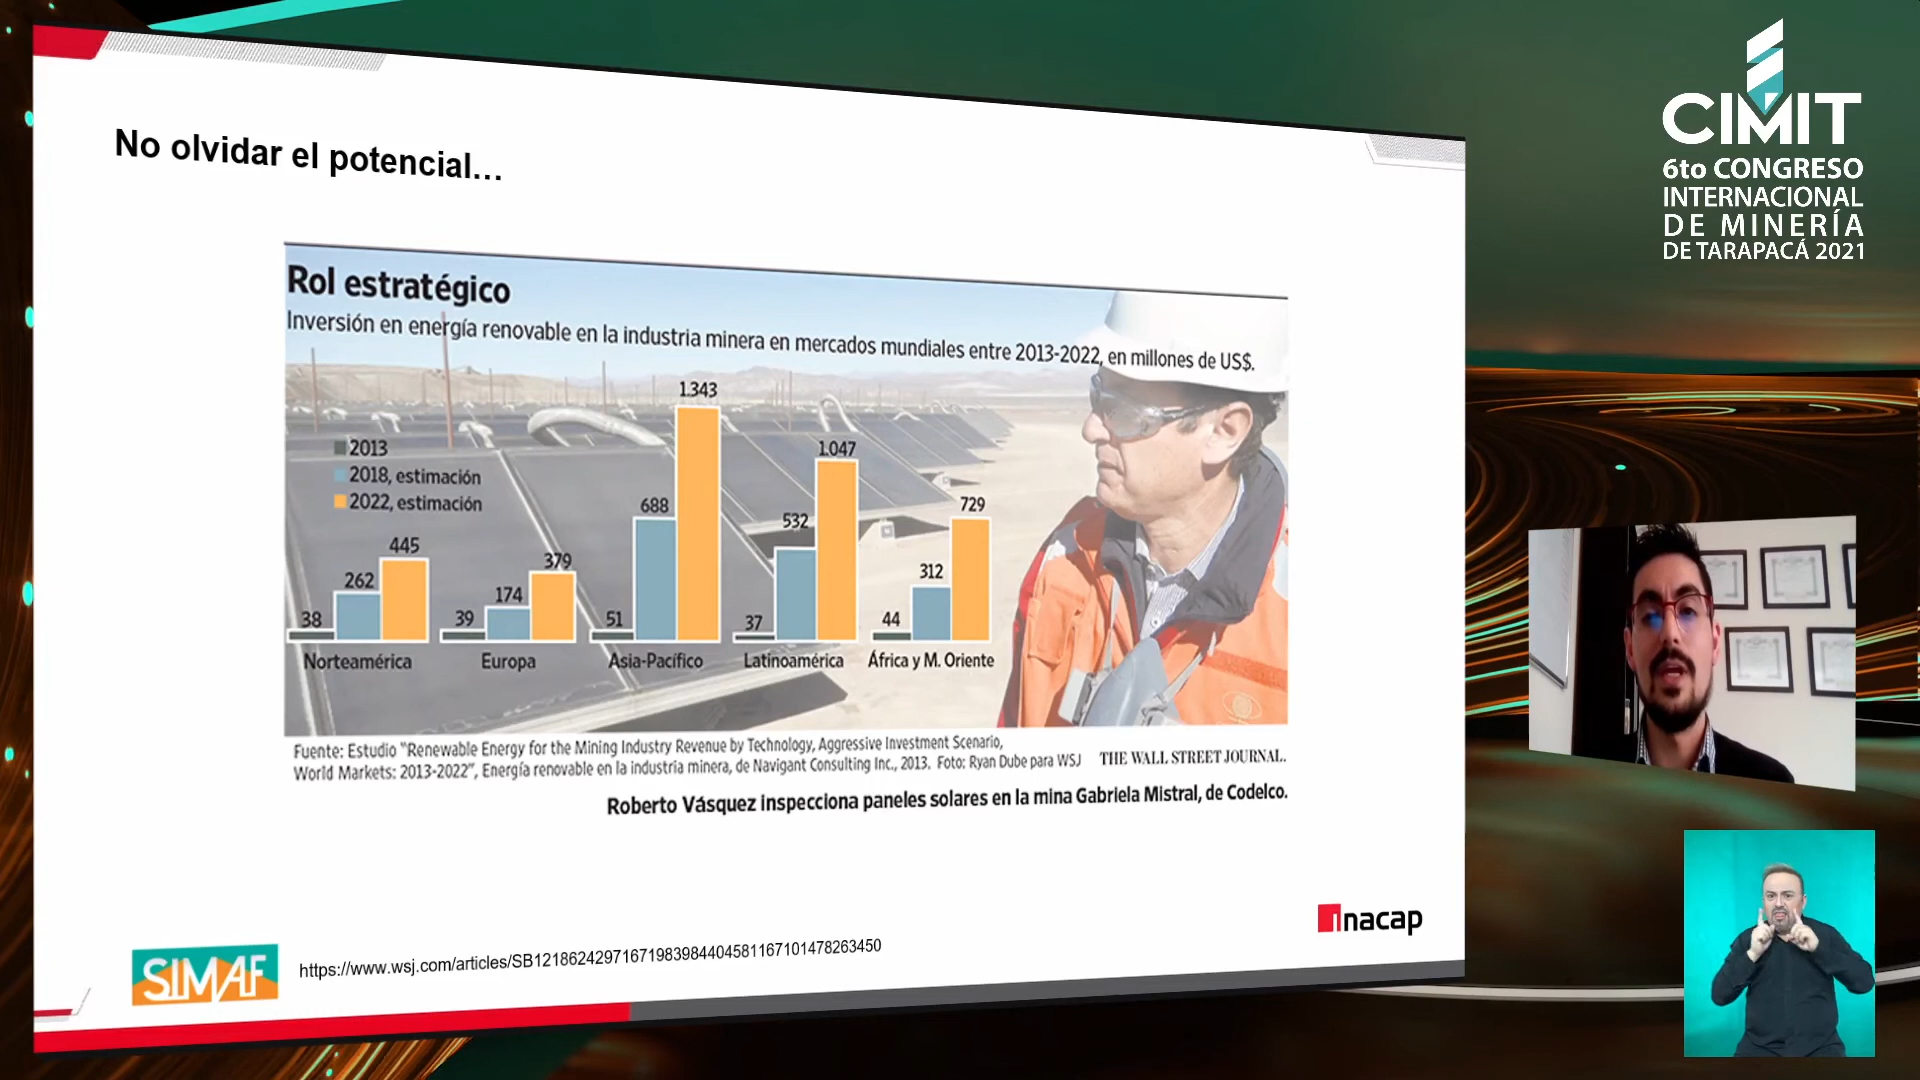 No olvidar el potencial...
Rol estratégico
Inversión en energía renovable en la industria minera en mercados mundiales entre 2013-2022, en millones de US$.
2013
2018, estimación
2022, estimación
38
262
445
39
174
379
51
688
1.343
37
532
1.047
44
312
729
Norteamérica
Europa
Asia-Pacífico
Latinoamérica
África y M. Oriente
Fuente: Estudio "Renewable Energy for the Mining Industry Revenue by Technology, Aggressive Investment Scenario,
World Markets: 2013-2022", Energía renovable en la industria minera, de Navigant Consulting Inc., 2013. Foto: Ryan Dube para WSJ
THE WALL STREET JOURNAL.
Roberto Vásquez inspecciona paneles solares en la mina Gabriela Mistral, de Codelco.
inacap
SIMAF
https://www.wsj.com/articles/SB12186242971671983984404581167101478263450
CIMIT
6to CONGRESO
INTERNACIONAL
DE MINERÍA
DE TARAPACÁ 2021